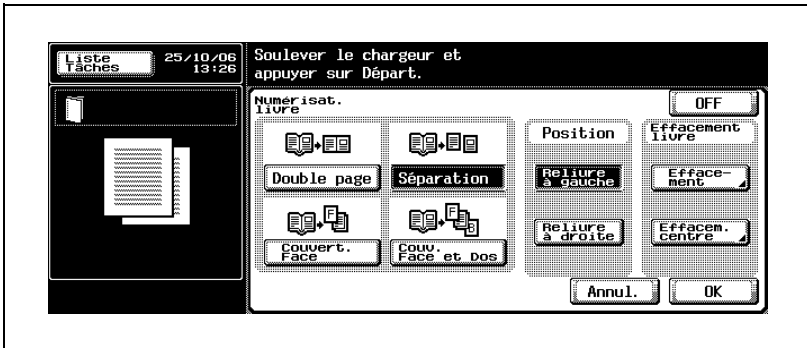 Liste
Tâches
25/10/06
13:26
Soulever le chargeur et
appuyer sur Départ.
Numérisat.
livre
OFF
Position
Effacement
livre
Double page
Séparation
Reliure
à gauche
Efface-
ment
F
F
B
Couvert.
Face
Couv.
Face et Dos
Reliure
à droite
Effacem.
centre
Annul.
OK